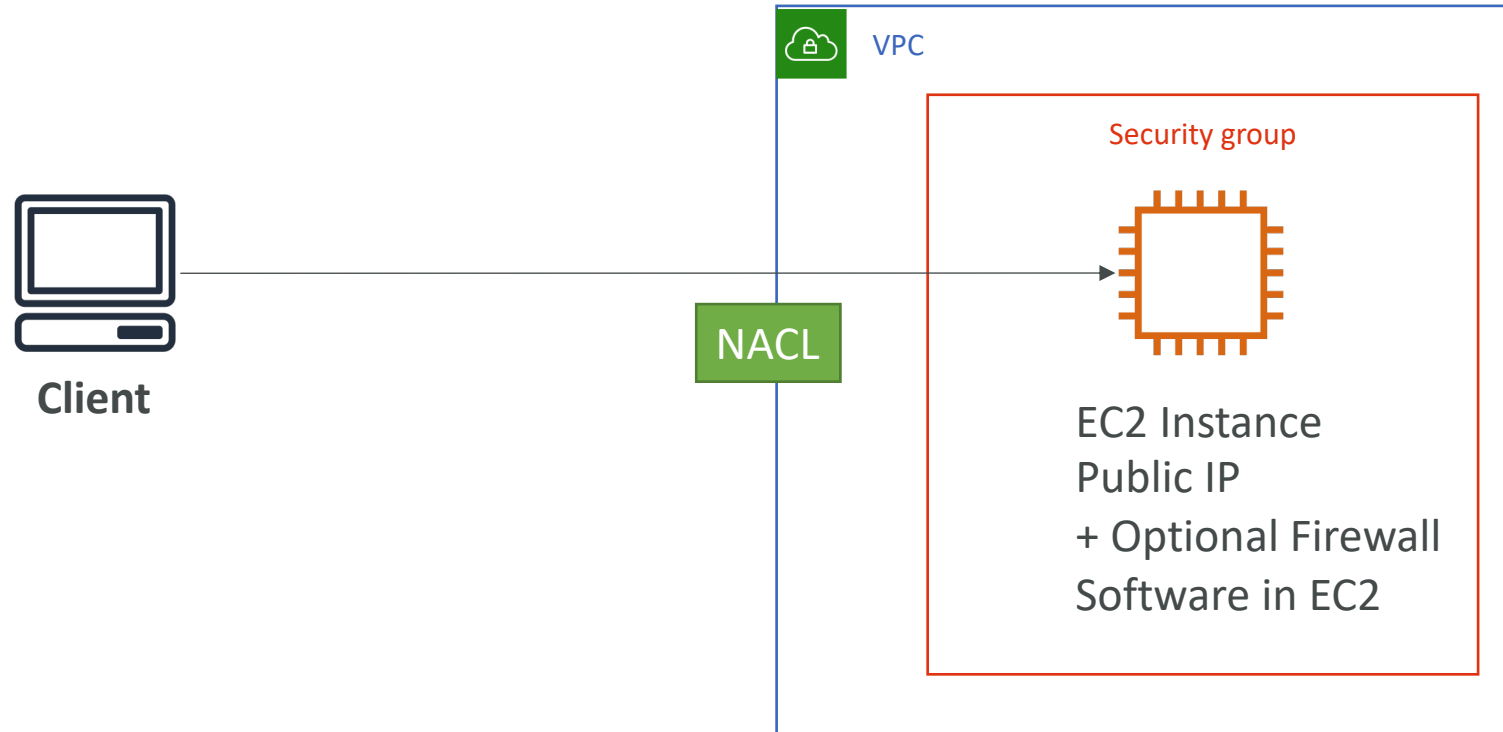 VPC
Security group
NACL
Client
EC2 Instance
Public IP
+ Optional Firewall
Software in EC2